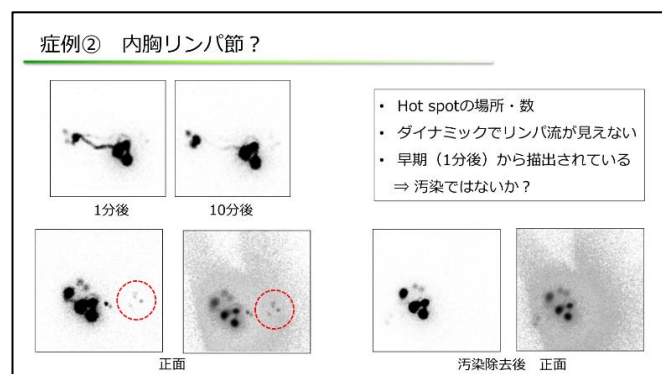 症例② 内胸リンパ節？
1分後
10分後
• Hot spotの場所・数
• ダイナミックでリンパ流が見えない
• 早期（1分後）から描出されている
⇒ 汚染ではないか？
正面
汚染除去後 正面